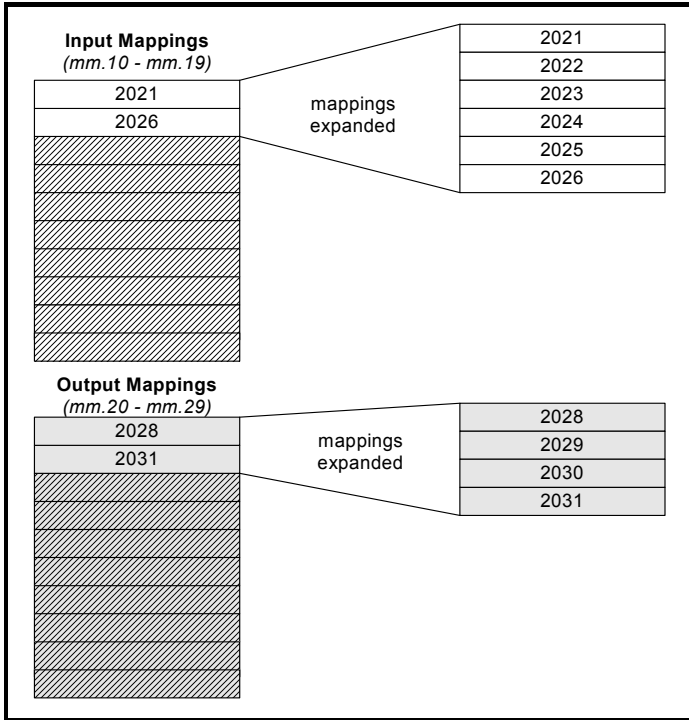 Input Mappings
(mm.10 - mm.19)
2021
2026
mappings
expanded
2021
2022
2023
2024
2025
2026
Output Mappings
(mm.20 - mm.29)
2028
2031
mappings
expanded
2028
2029
2030
2031